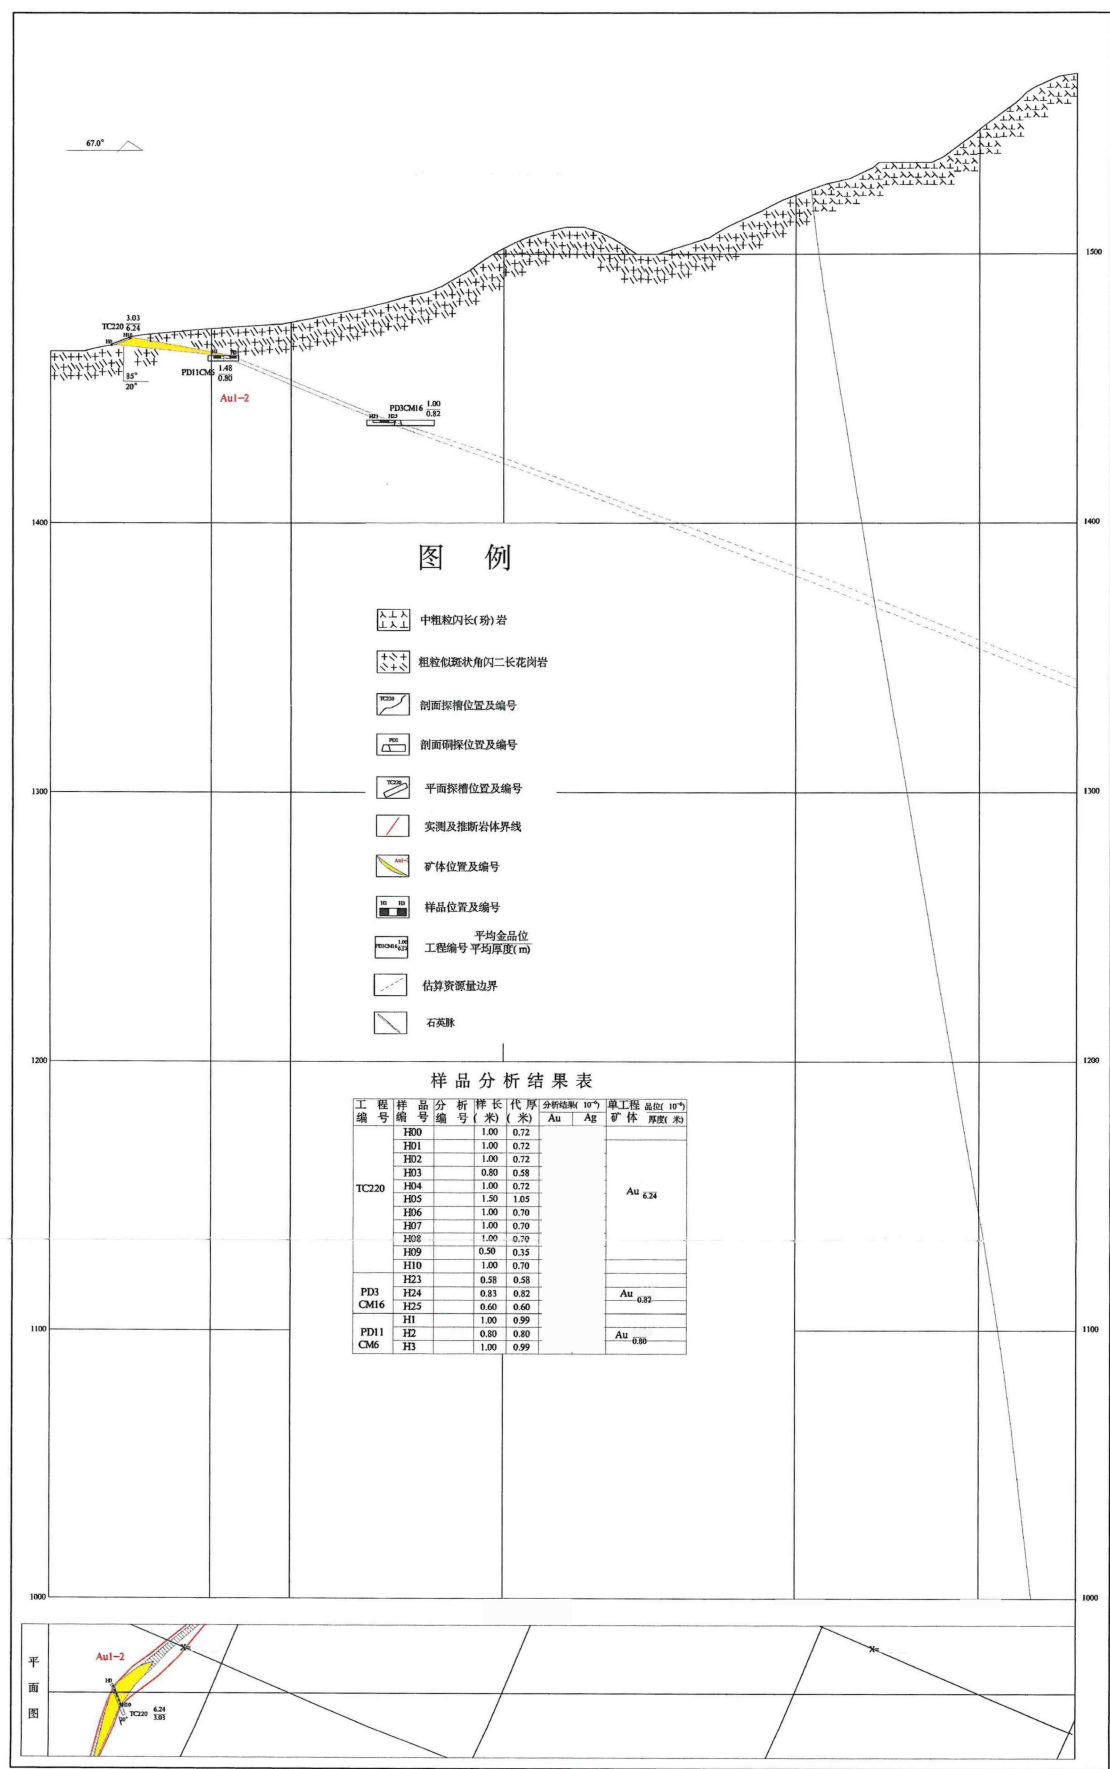 67.0°
1500
TC220 3.03
6.24
PD11CM6 1.48
0.80
85°
20°
Au1-2
PD3CM16 1.00
0.82
H23 H25
1400
1400
图 例
中粗粒闪长(玢)岩
粗粒似斑状角闪二长花岗岩
TC220
剖面探槽位置及编号
剖面硐探位置及编号
TC220
平面探槽位置及编号
1300
1300
实测及推断岩体界线
Au1-2
矿体位置及编号
样品位置及编号
工程编号 平均金品位
平均厚度(m)
估算资源量边界
石英脉
1200
1200
样品分析结果表
工程编号 样品编号 分析编号 样长(米) 代厚(米) 分析结果(10⁻⁶) 单工程矿体 品位(10⁻⁶)
Au Ag 厚度(米)
H00 1.00 0.72
H01 1.00 0.72
H02 1.00 0.72
H03 0.80 0.58
TC220 H04 1.00 0.72 Au 6.24
H05 1.50 1.05
H06 1.00 0.70
H07 1.00 0.70
H08 1.00 0.70
H09 0.50 0.35
H10 1.00 0.70
H23 0.58 0.58
PD3 CM16 H24 0.83 0.82 Au 0.82
H25 0.60 0.60
H1 1.00 0.99
PD11 CM6 H2 0.80 0.80 Au 0.80
H3 1.00 0.99
1100
1100
1000
1000
平面图
Au1-2
X=
X=
TC220 6.24
3.03